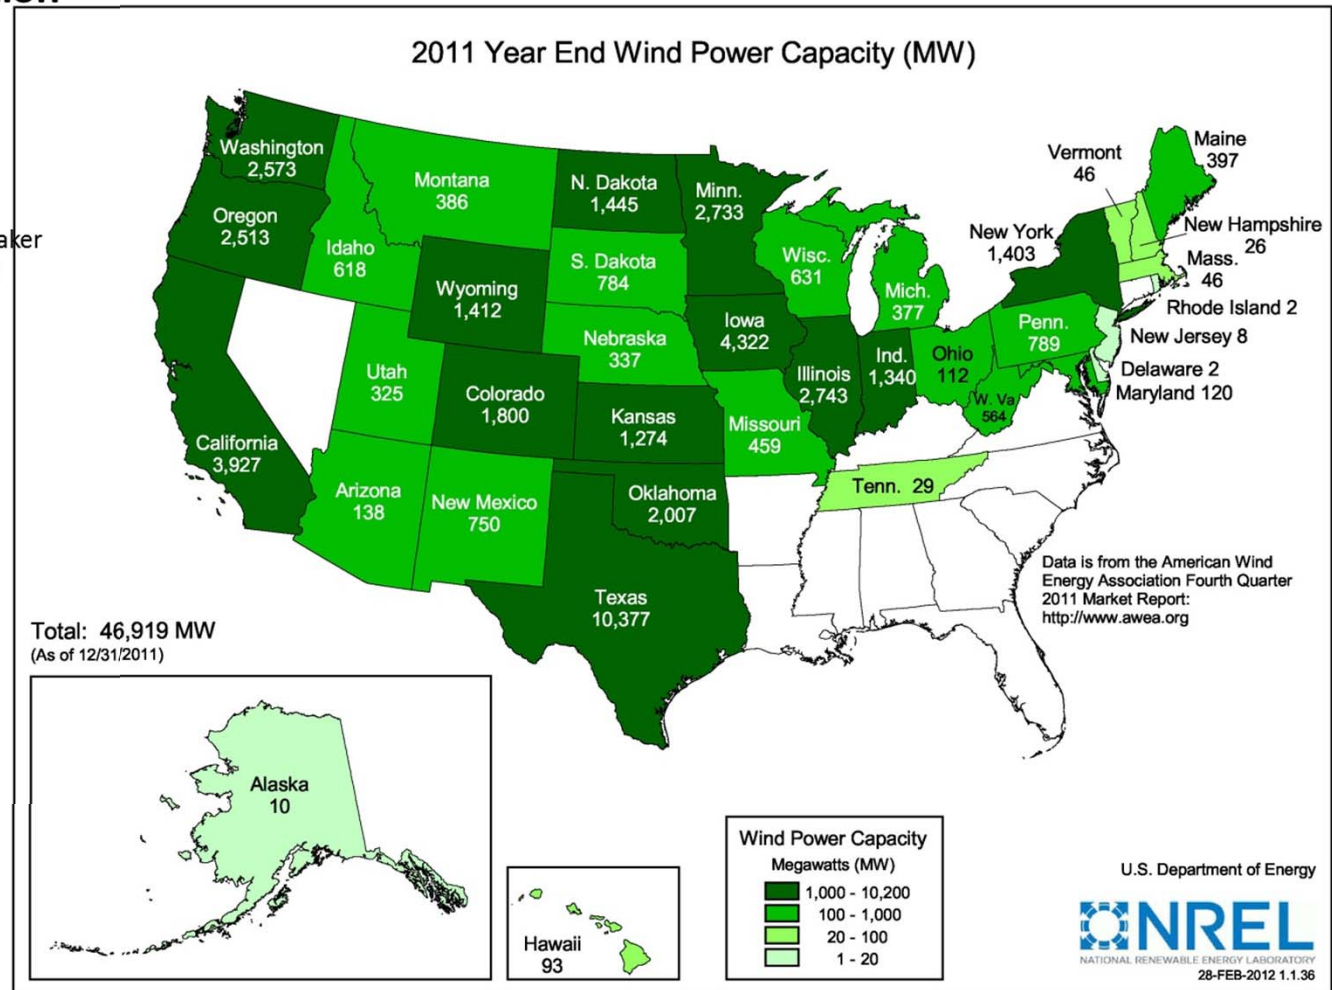 2011 Year End Wind Power Capacity (MW)
Washington
2,573
Oregon
2,513
Idaho
618
Montana
386
N. Dakota
1,445
Minn.
2,733
Vermont
46
Maine
397
New York
1,403
New Hampshire
26
Mass.
46
Rhode Island 2
New Jersey 8
Delaware 2
Maryland 120
Wyoming
1,412
S. Dakota
784
Wisc.
631
Mich.
377
Nebraska
337
Iowa
4,322
Illinois
2,743
Ind.
1,340
Ohio
112
Penn.
789
W. Va
564
Utah
325
Colorado
1,800
Kansas
1,274
Missouri
459
California
3,927
Arizona
138
New Mexico
750
Oklahoma
2,007
Tenn. 29
Texas
10,377
aker
Data is from the American Wind
Energy Association Fourth Quarter
2011 Market Report:
http://www.awea.org
Total: 46,919 MW
(As of 12/31/2011)
Alaska
10
Hawaii
93
Wind Power Capacity
Megawatts (MW)
1,000 - 10,200
100 - 1,000
20 - 100
1 - 20
U.S. Department of Energy
NREL
NATIONAL RENEWABLE ENERGY LABORATORY
28-FEB-2012 1.1.36